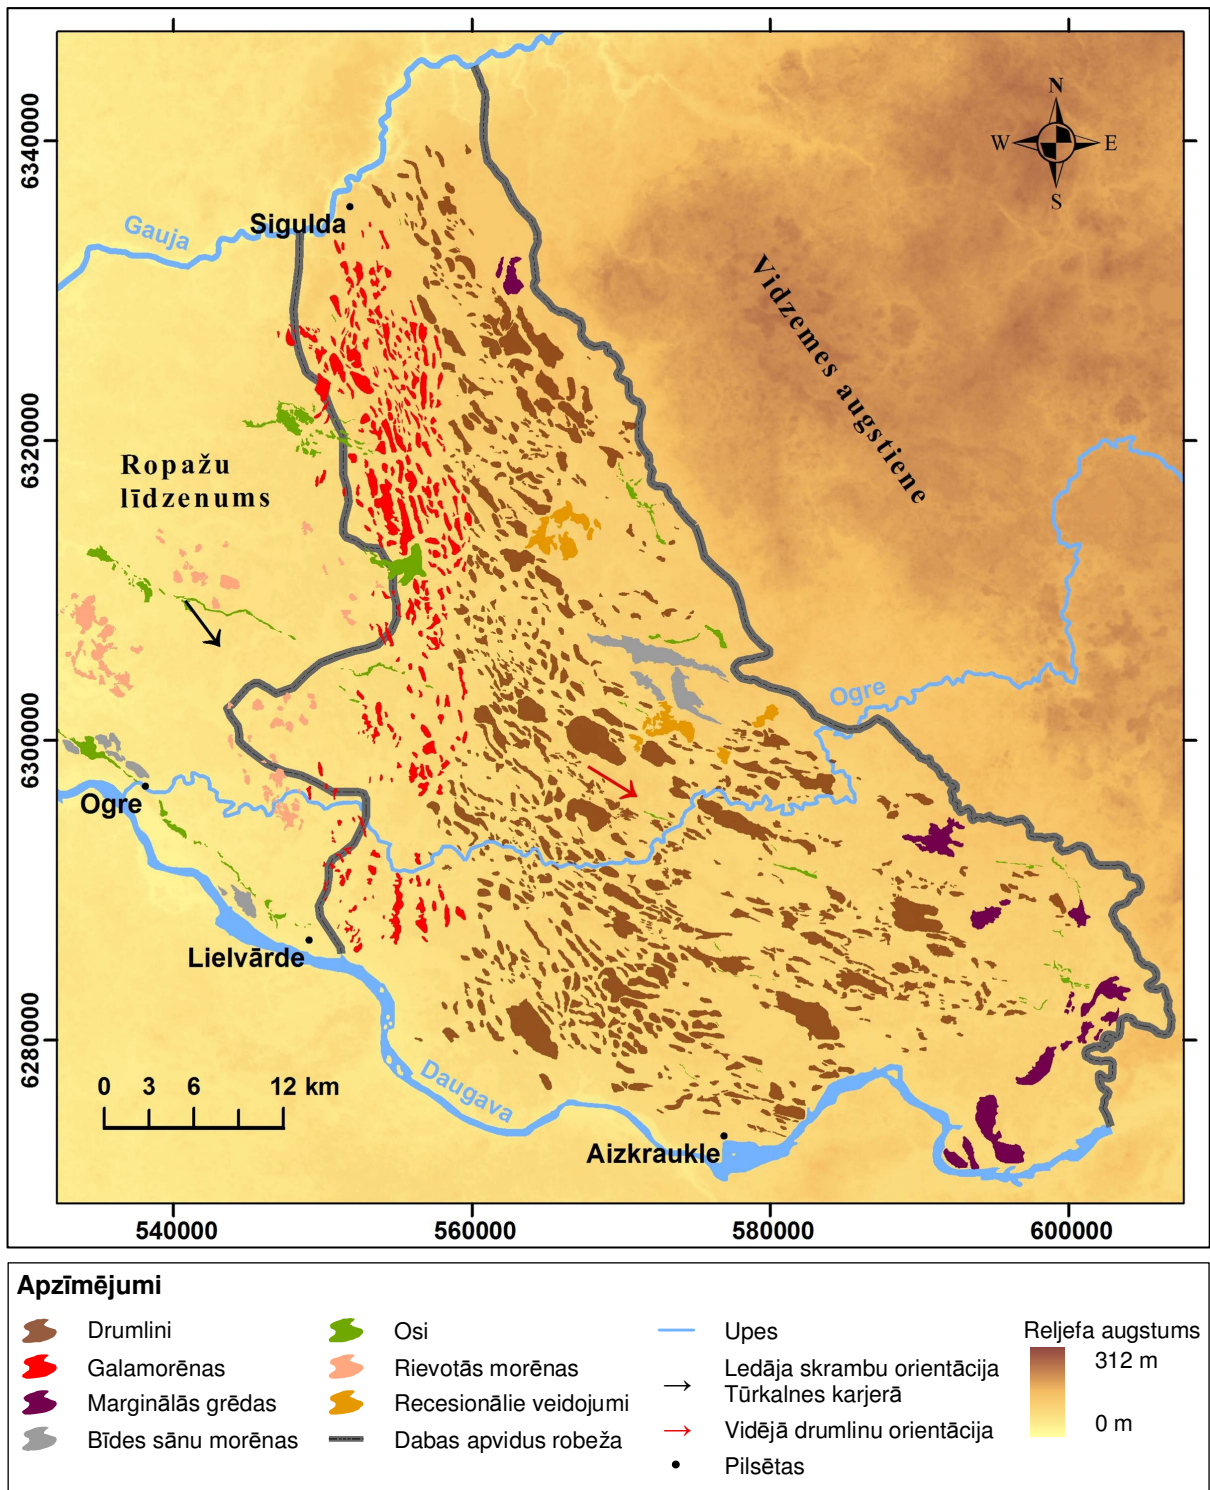 6340000
6320000
6300000
6280000
540000
560000
580000
600000
N
W
E
S
Sigulda
Gauja
Vidzemes augstiene
Ropažu
līdzenums
Ogre
Ogre
Lielvārde
Daugava
Aizkraukle
0 3 6 12 km
Apzīmējumi
Drumlini
Galamorēnas
Marginālās grēdas
Bīdes sānu morēnas
Osi
Rievotās morēnas
Recesionālie veidojumi
Dabas apvidus robeža
Upes
Ledāja skrambu orientācija
Tūrkalnes karjerā
Vidējā drumlinu orientācija
Pilsētas
Reljefa augstums
312 m
0 m